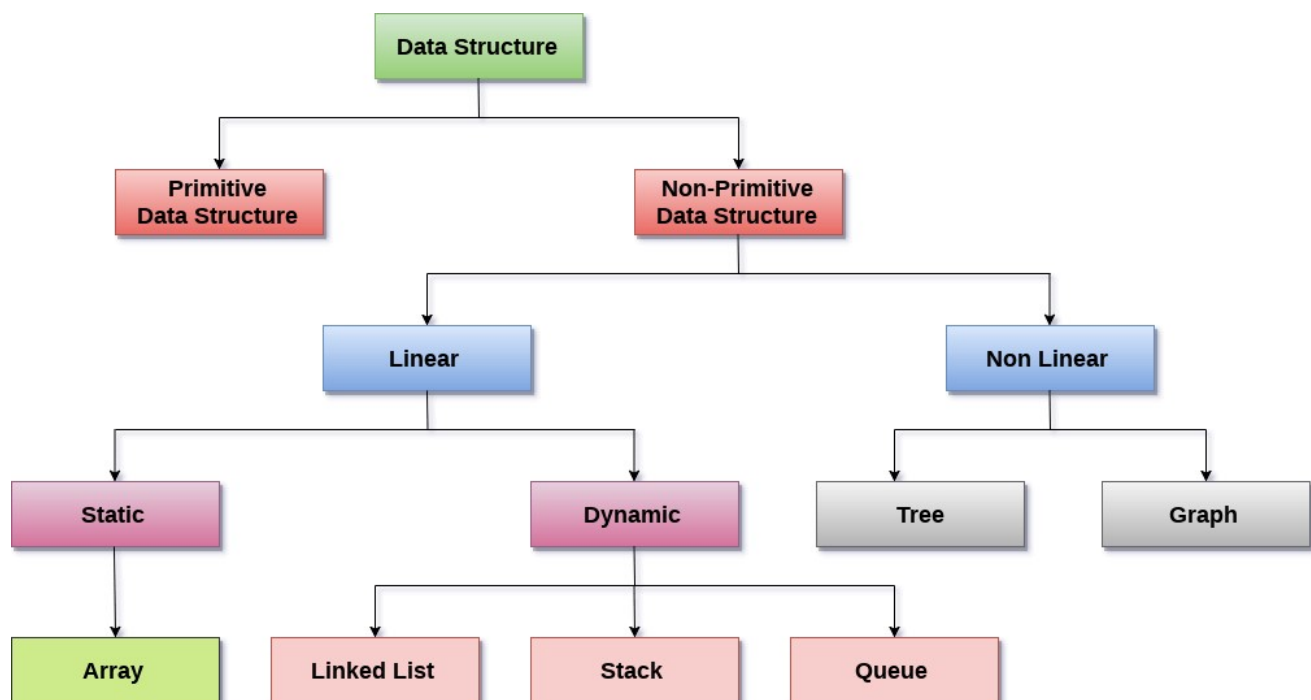 Data Structure
Primitive
Data Structure
Non-Primitive
Data Structure
Linear
Non Linear
Static
Dynamic
Tree
Graph
Array
Linked List
Stack
Queue